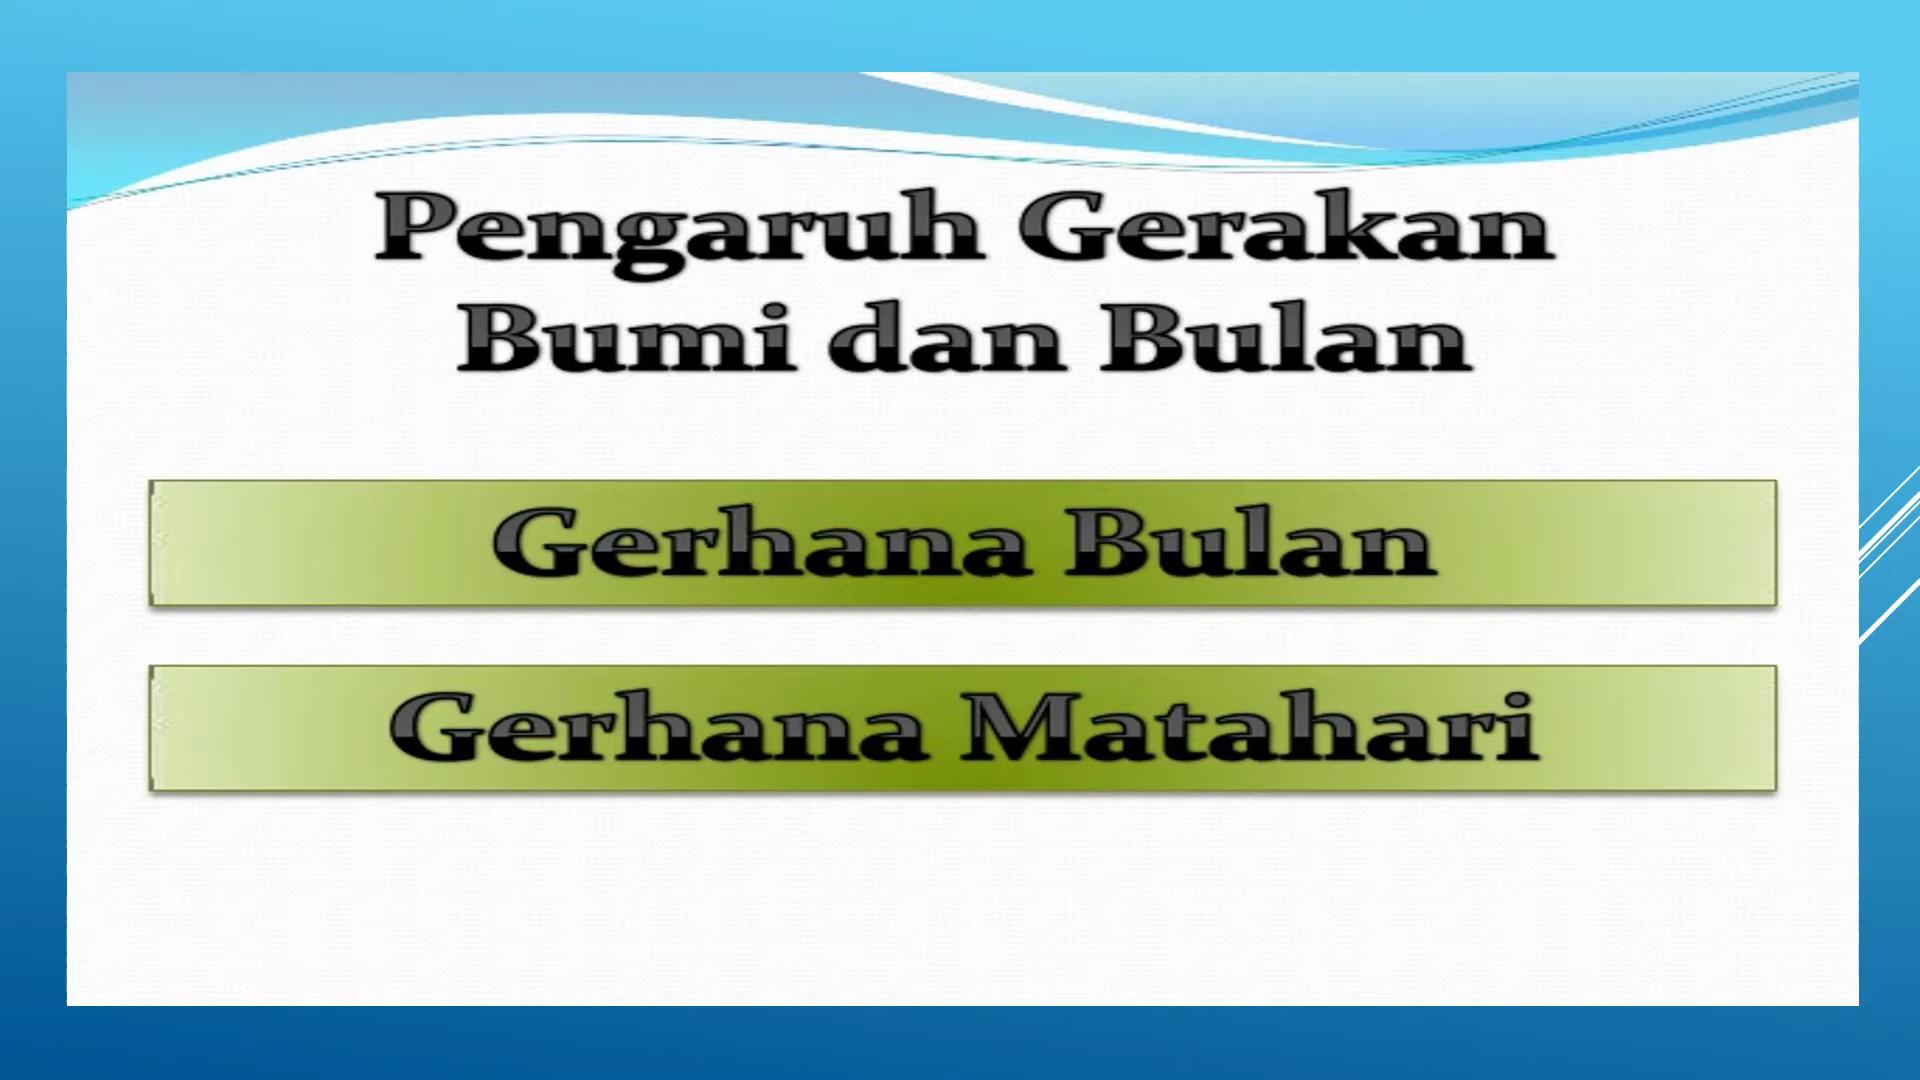 Pengaruh Gerakan
Bumi dan Bulan
Gerhana Bulan
Gerhana Matahari